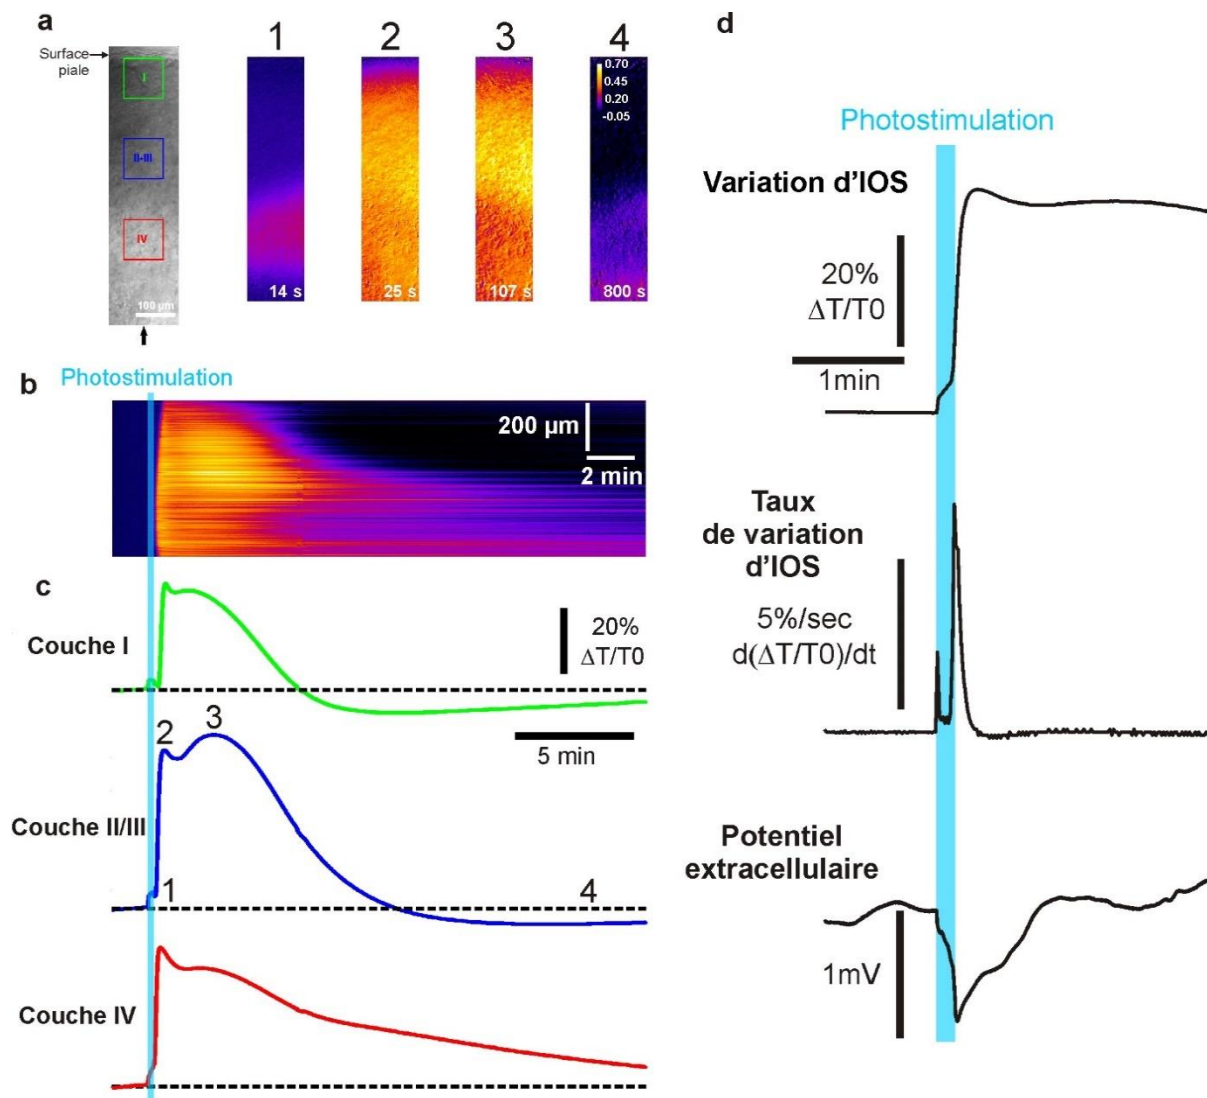 a
Surface
piale
I
II-III
IV
100 µm
1
2
3
4
14 s
25 s
107 s
800 s
0.70
0.45
0.20
-0.05
b
Photostimulation
200 µm
2 min
c
Couche I
20%
ΔT/T0
5 min
Couche II/III
1
2
3
4
Couche IV
d
Photostimulation
Variation d'IOS
20%
ΔT/T0
1min
Taux
de variation
d'IOS
5%/sec
d(ΔT/T0)/dt
Potentiel
extracellulaire
1mV